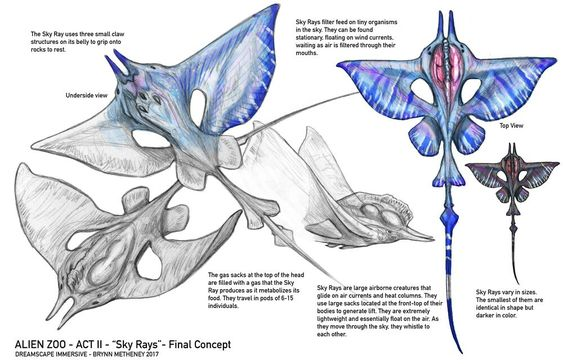 The Sky Ray uses three small claw
structures on its belly to grip onto
rocks to rest.
Underside view
Sky Rays filter feed on tiny organisms
in the sky. They can be found
stationary, floating on wind currents,
waiting as air is filtered through their
mouths.
Top View
The gas sacks at the top of the head
are filled with a gas that the Sky
Ray produces as it metabolizes its
food. They travel in pods of 6-15
individuals.
Sky Rays are large airborne creatures that
glide on air currents and heat columns. They
use large sacks located at the front-top of their
bodies to generate lift. They are extremely
lightweight and essentially float on the air. As
they move through the sky, they whistle to
each other.
Sky Rays vary in sizes.
The smallest of them are
identical in shape but
darker in color.
ALIEN ZOO - ACT II - “Sky Rays”- Final Concept
DREAMSCAPE IMMERSIVE - BRYNN METHENEY 2017